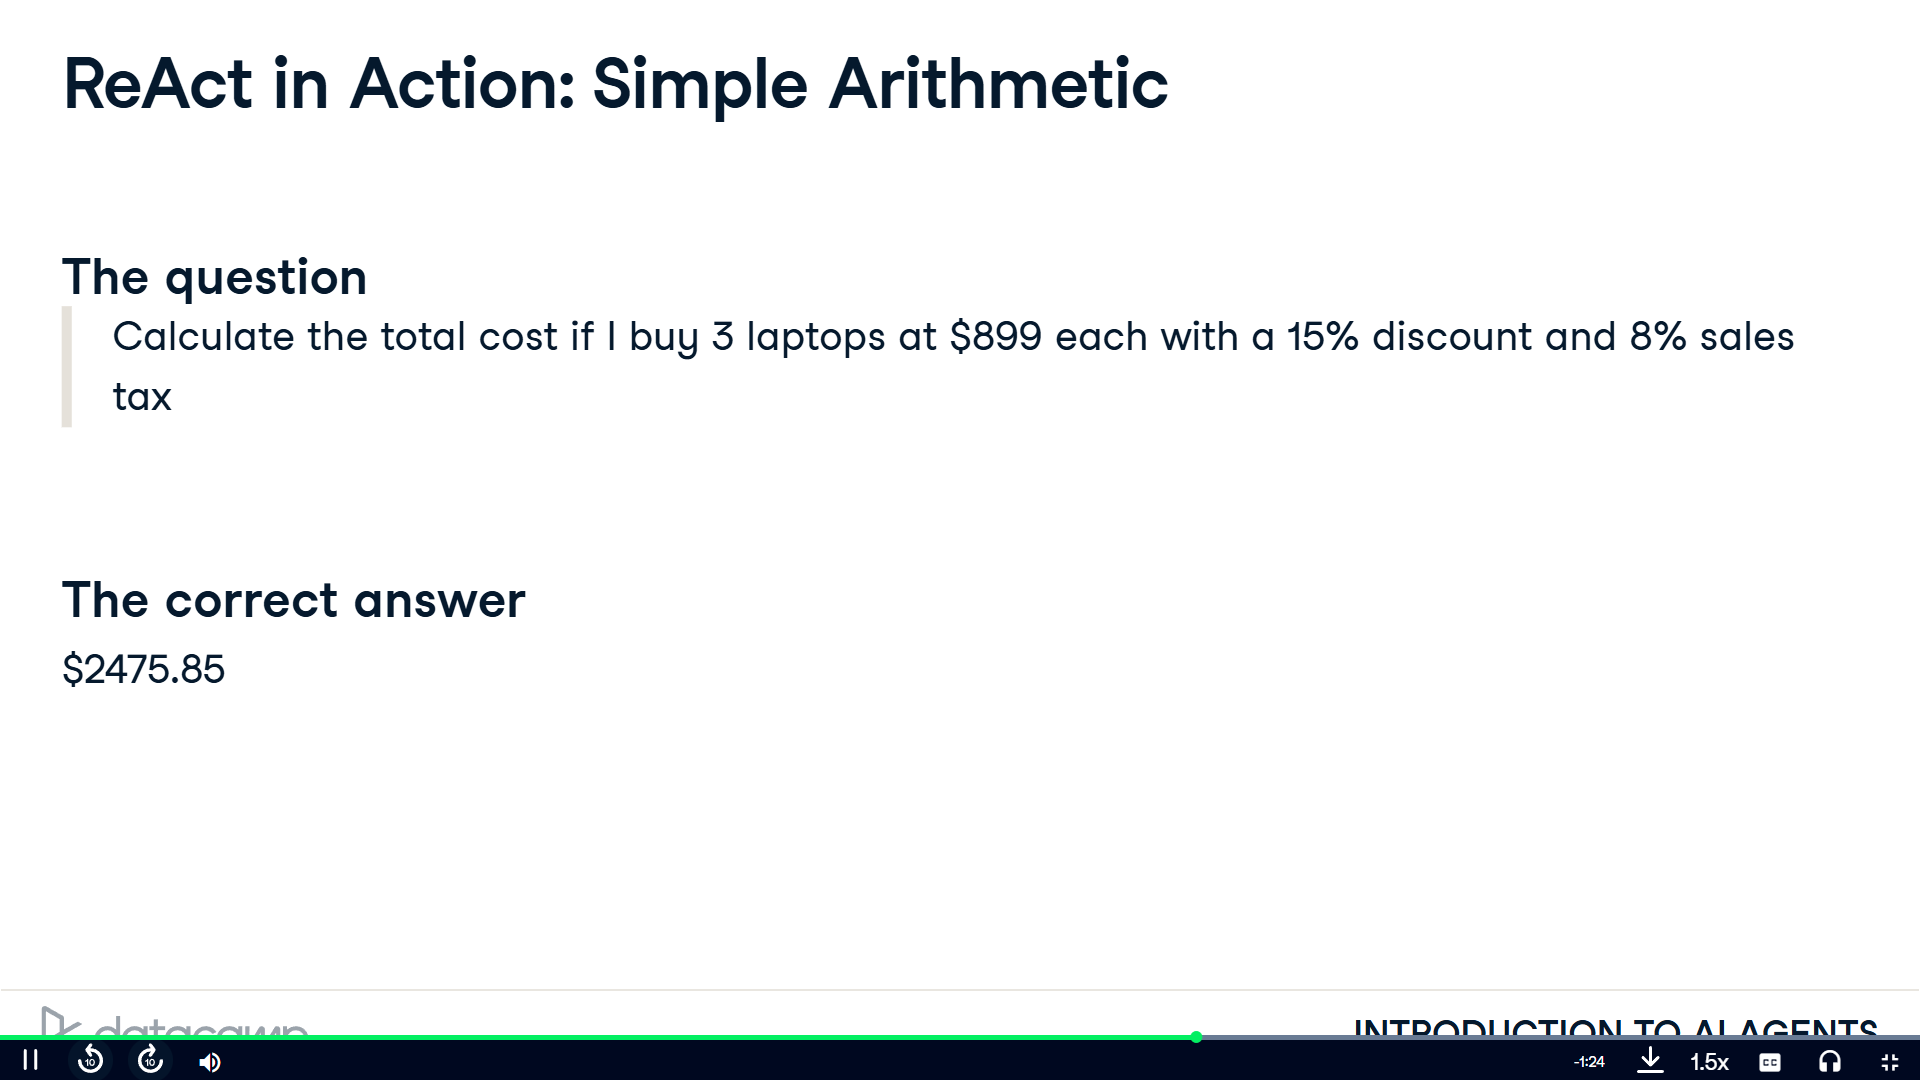 ReAct in Action: Simple Arithmetic
The question
Calculate the total cost if I buy 3 laptops at $899 each with a 15% discount and 8% sales
tax
The correct answer
$2475.85
datacamp
INTRODUCTION TO AI AGENTS
10
10
-1:24
1.5x
CC